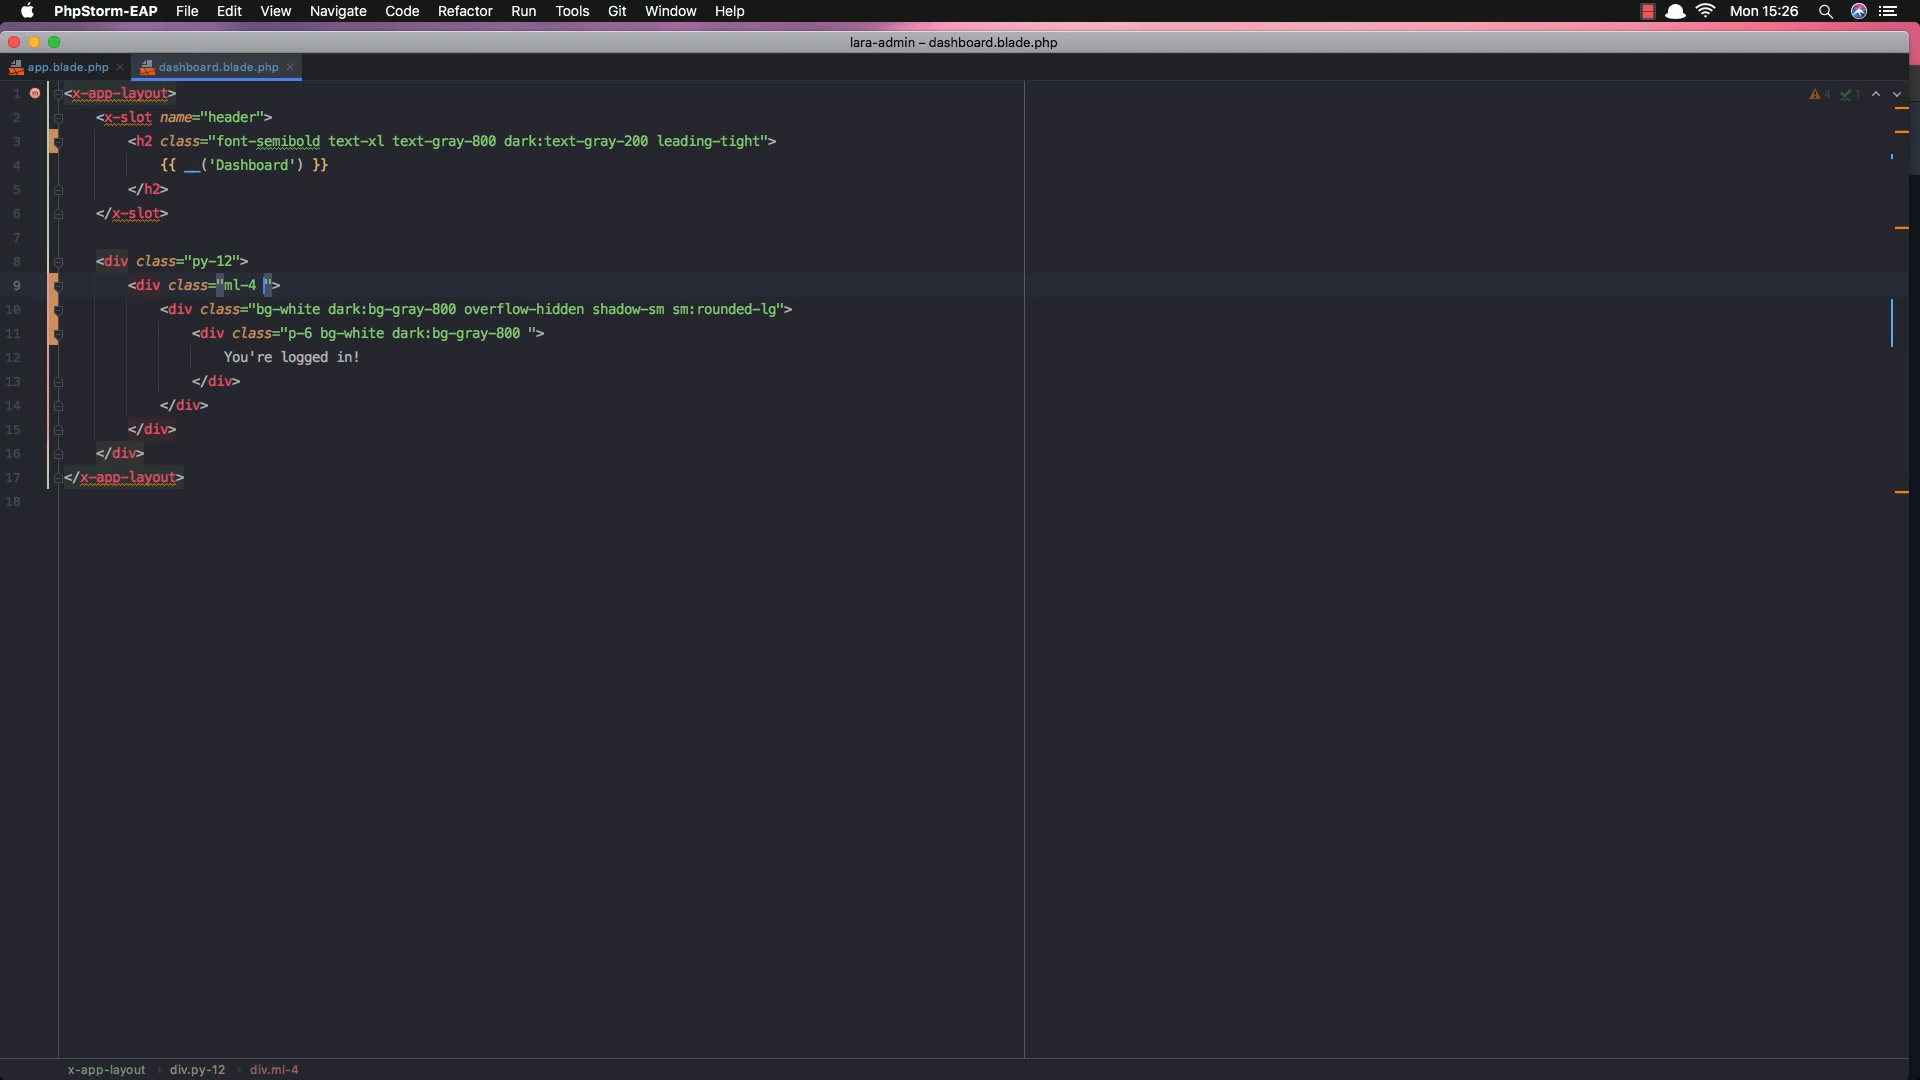 PhpStorm-EAP File Edit View Navigate Code Refactor Run Tools Git Window Help Mon 15:26
lara-admin – dashboard.blade.php
app.blade.php dashboard.blade.php
1 <x-app-layout> 4 1
2 <x-slot name="header">
3 <h2 class="font-semibold text-xl text-gray-800 dark:text-gray-200 leading-tight">
4 {{ __('Dashboard') }}
5 </h2>
6 </x-slot>
7
8 <div class="py-12">
9 <div class="ml-4 ">
10 <div class="bg-white dark:bg-gray-800 overflow-hidden shadow-sm sm:rounded-lg">
11 <div class="p-6 bg-white dark:bg-gray-800 ">
12 You're logged in!
13 </div>
14 </div>
15 </div>
16 </div>
17 </x-app-layout>
18
x-app-layout › div.py-12 › div.ml-4